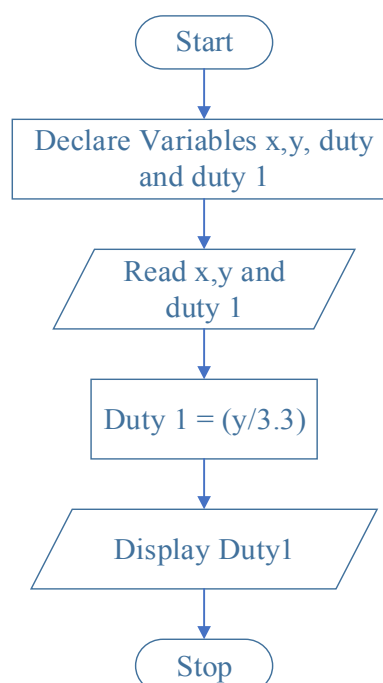 Start
Declare Variables x,y, duty
and duty 1
Read x,y and
duty 1
Duty 1 = (y/3.3)
Display Duty1
Stop